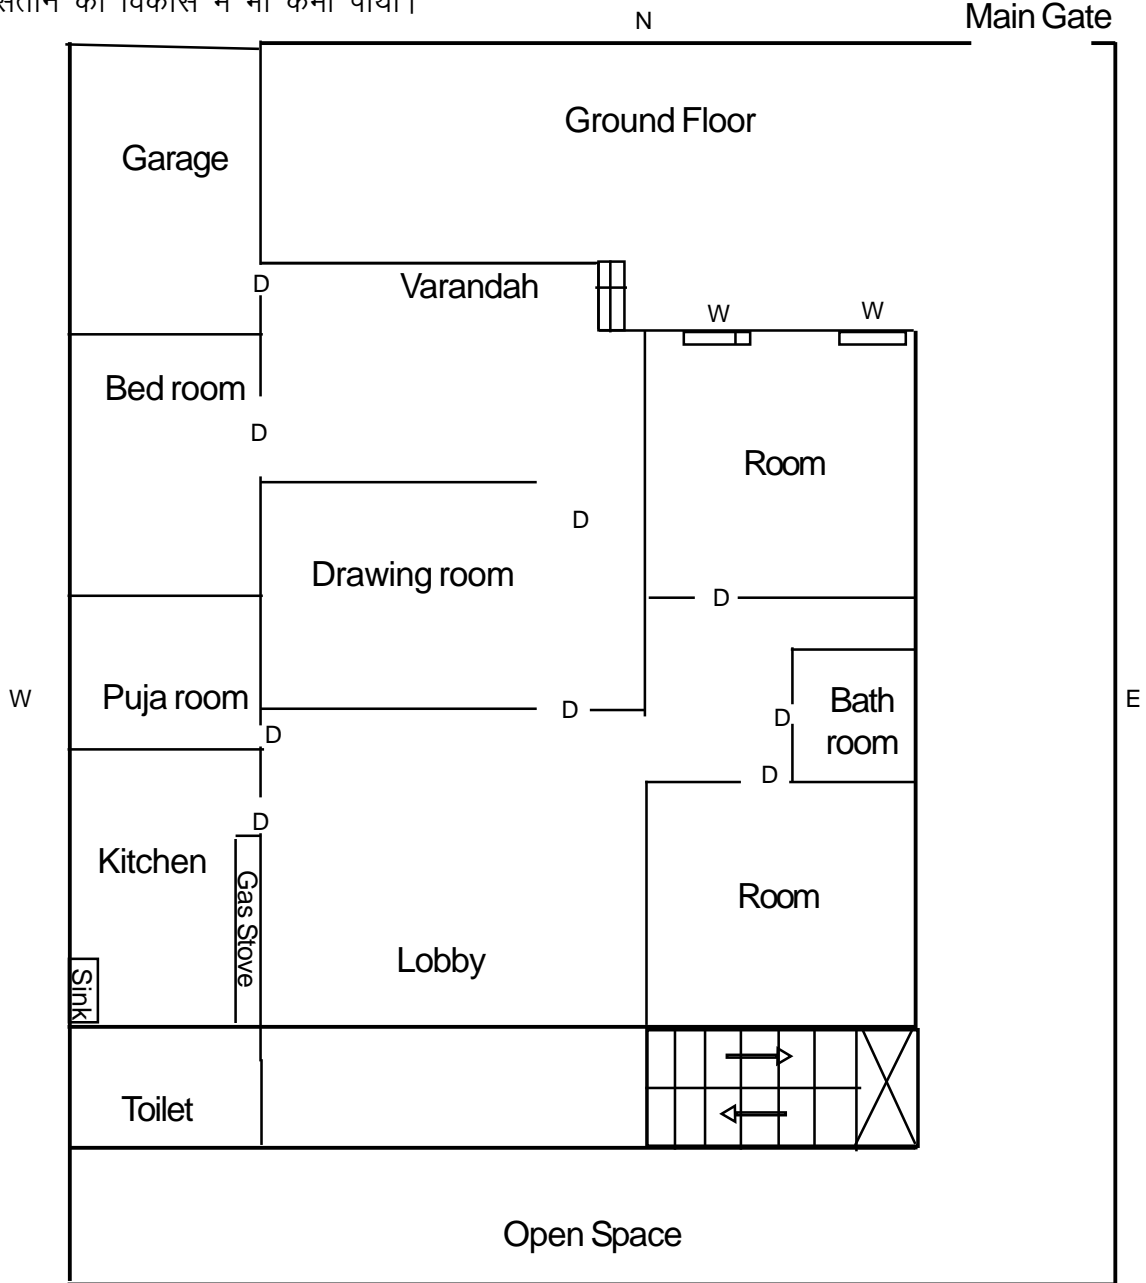 संतान का विकास में भी कमी पाया।
N
Main Gate
Ground Floor
Garage
D
Varandah
W
W
Bed room
D
Room
D
Drawing room
D
W
Puja room
D
D
D
Bath
room
E
D
D
Kitchen
Gas Stove
Room
Lobby
Sink
Toilet
Open Space